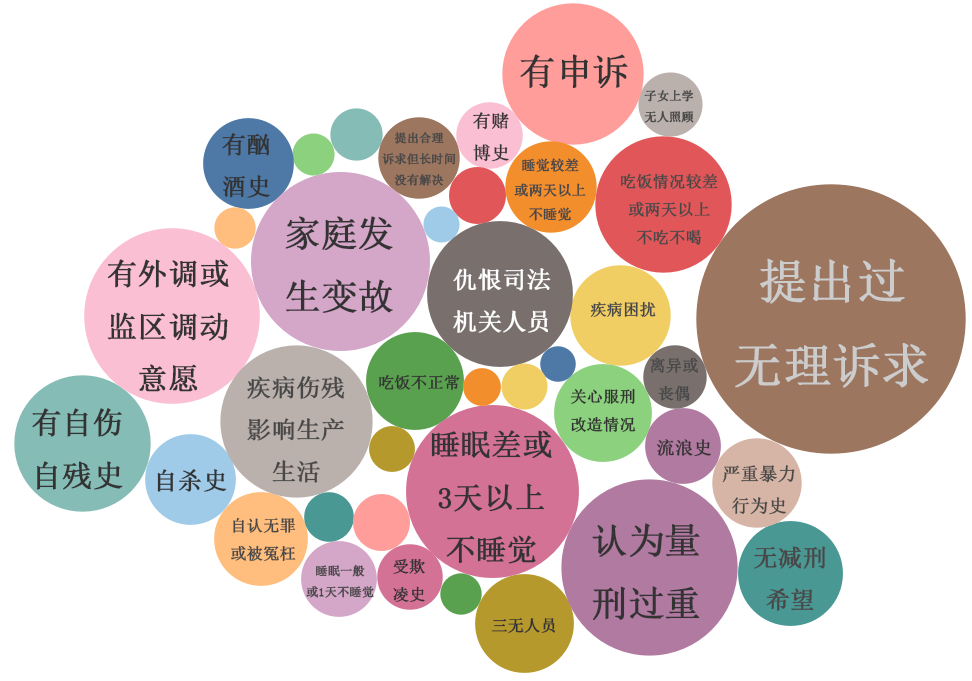 有申诉
子女上学
无人照顾
有赌
博史
提出合理
诉求但长时间
没有解决
有酗
酒史
睡觉较差
或两天以上
不睡觉
吃饭情况较差
或两天以上
不吃不喝
家庭发
生变故
有外调或
监区调动
意愿
仇恨司法
机关人员
提出过
无理诉求
疾病困扰
离异或
丧偶
吃饭不正常
疾病伤残
影响生产
生活
关心服刑
改造情况
有自伤
自残史
自杀史
睡眠差或
3天以上
不睡觉
流浪史
严重暴力
行为史
自认无罪
或被冤枉
认为量
刑过重
无减刑
希望
睡眠一般
或1天不睡觉
受欺
凌史
三无人员